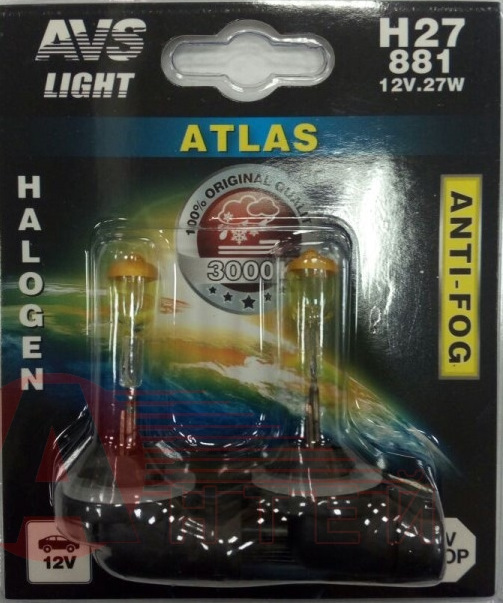 AVS
LIGHT
H27
881
12V.27W
ATLAS
HALOGEN
100% ORIGINAL QUALITY
3000
ANTI-FOG
12V